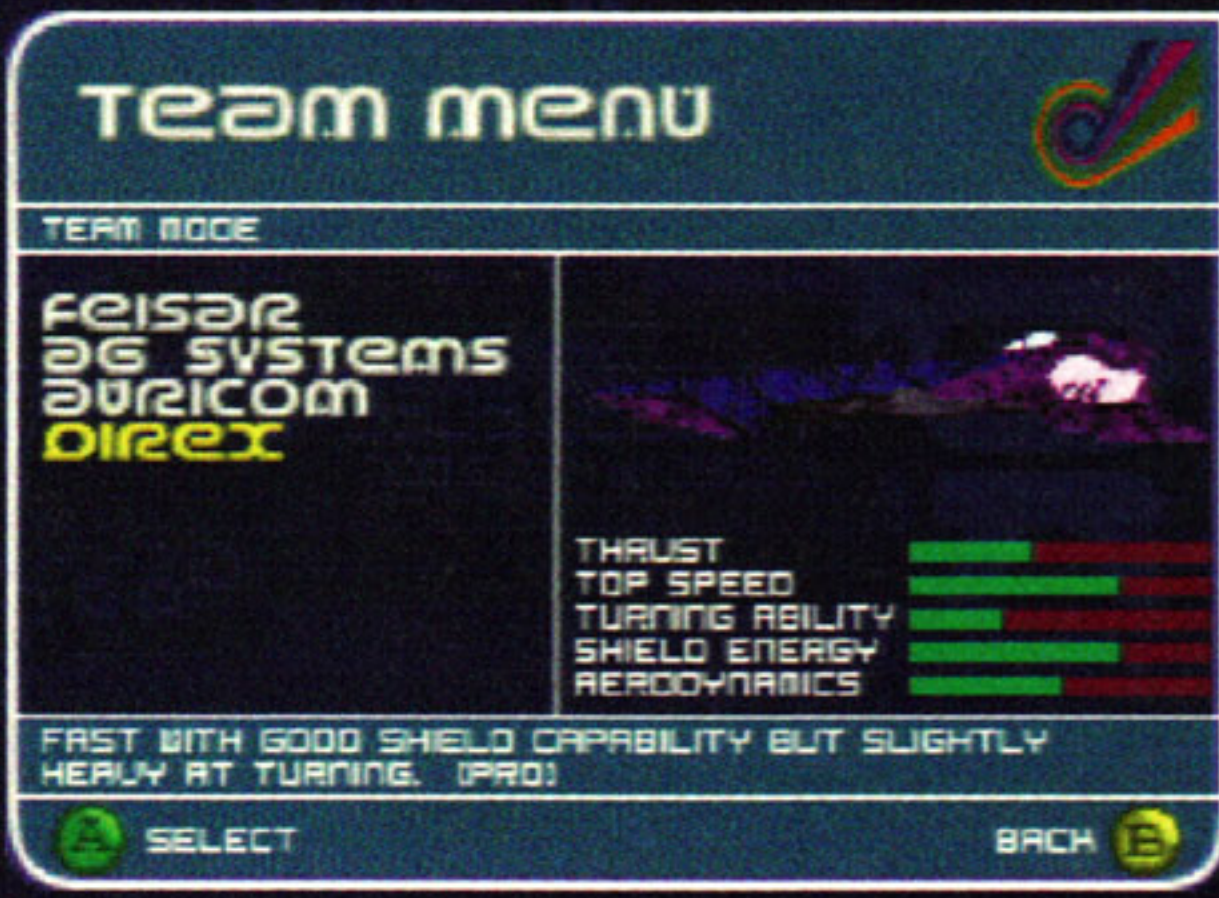 TEAM MENU
TEAM MODE
FEISAR
AG SYSTEMS
AURICOM
DIREX
THRUST
TOP SPEED
TURNING ABILITY
SHIELD ENERGY
AERODYNAMICS
FAST WITH GOOD SHIELD CAPABILITY BUT SLIGHTLY
HEAVY AT TURNING. (PRO)
A SELECT
BACK B